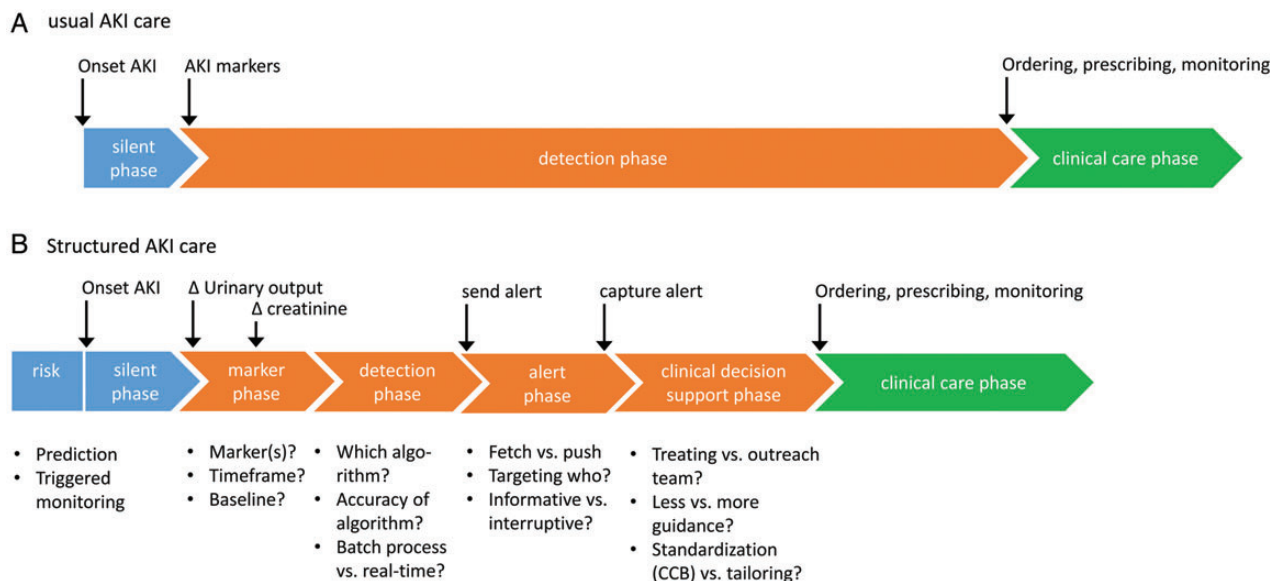 A usual AKI care
Onset AKI
AKI markers
Ordering, prescribing, monitoring
silent
phase
detection phase
clinical care phase
B Structured AKI care
Onset AKI
Δ Urinary output
Δ creatinine
send alert
capture alert
Ordering, prescribing, monitoring
risk
silent
phase
marker
phase
detection
phase
alert
phase
clinical decision
support phase
clinical care phase
• Prediction
• Triggered
monitoring
• Marker(s)?
• Timeframe?
• Baseline?
• Which algo-
rithm?
• Accuracy of
algorithm?
• Batch process
vs. real-time?
• Fetch vs. push
• Targeting who?
• Informative vs.
interruptive?
• Treating vs. outreach
team?
• Less vs. more
guidance?
• Standardization
(CCB) vs. tailoring?